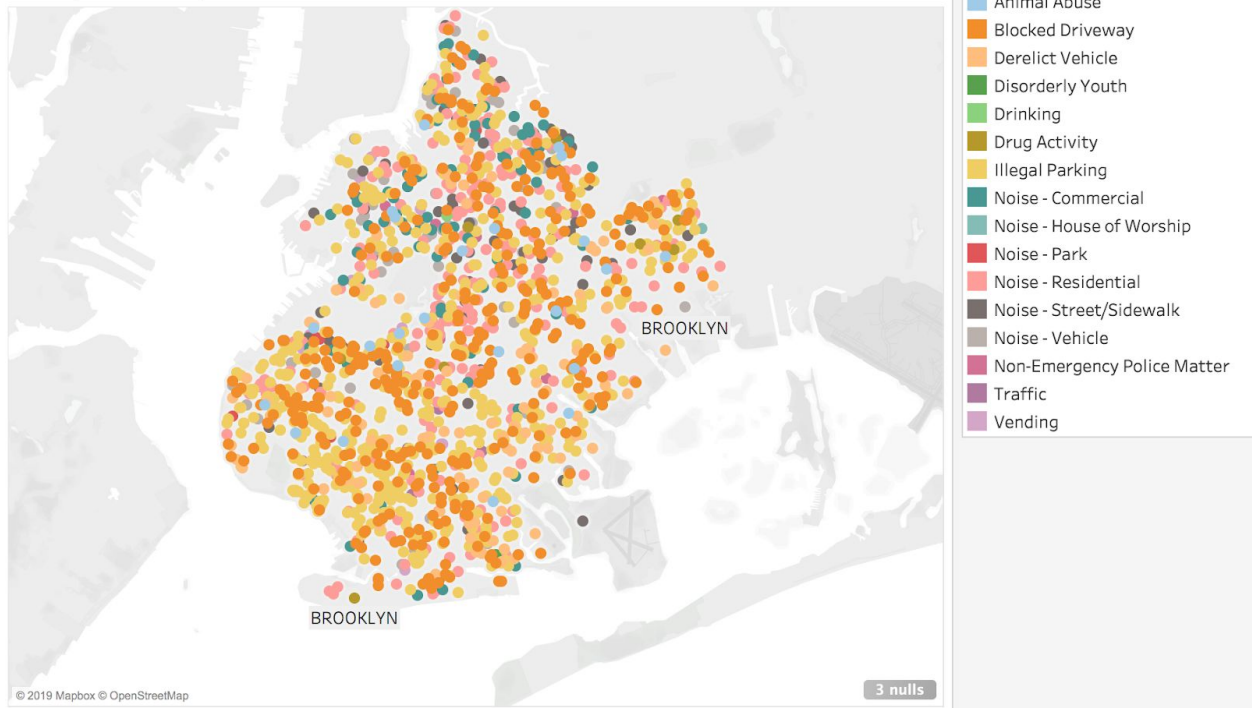 Animal Abuse
Blocked Driveway
Derelict Vehicle
Disorderly Youth
Drinking
Drug Activity
Illegal Parking
Noise - Commercial
Noise - House of Worship
Noise - Park
Noise - Residential
Noise - Street/Sidewalk
Noise - Vehicle
Non-Emergency Police Matter
Traffic
Vending
BROOKLYN
BROOKLYN
© 2019 Mapbox © OpenStreetMap
3 nulls